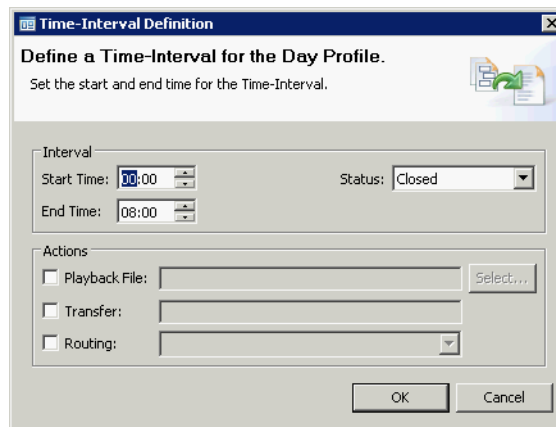 Time-Interval Definition
Define a Time-Interval for the Day Profile.
Set the start and end time for the Time-Interval.
Interval
Start Time: 00:00 Status: Closed
End Time: 08:00
Actions
Playback File: Select...
Transfer:
Routing:
OK Cancel